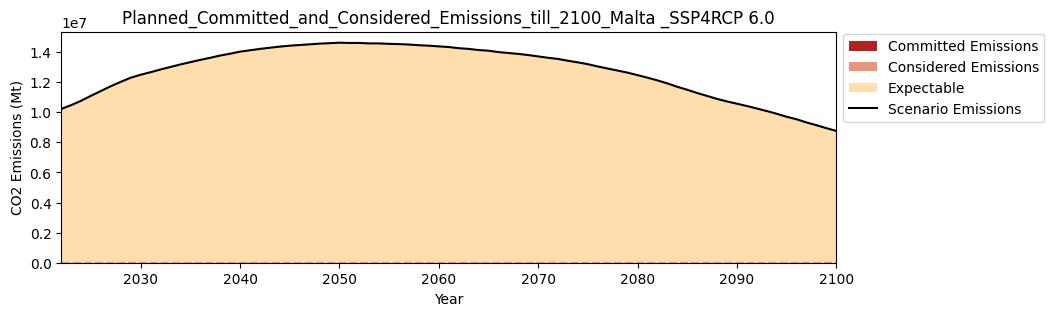 Planned_Committed_and_Considered_Emissions_till_2100_Malta _SSP4RCP 6.0
1e7
1.4
1.2
1.0
0.8
0.6
0.4
0.2
0.0
CO2 Emissions (Mt)
2030 2040 2050 2060 2070 2080 2090 2100
Year
Committed Emissions
Considered Emissions
Expectable
Scenario Emissions